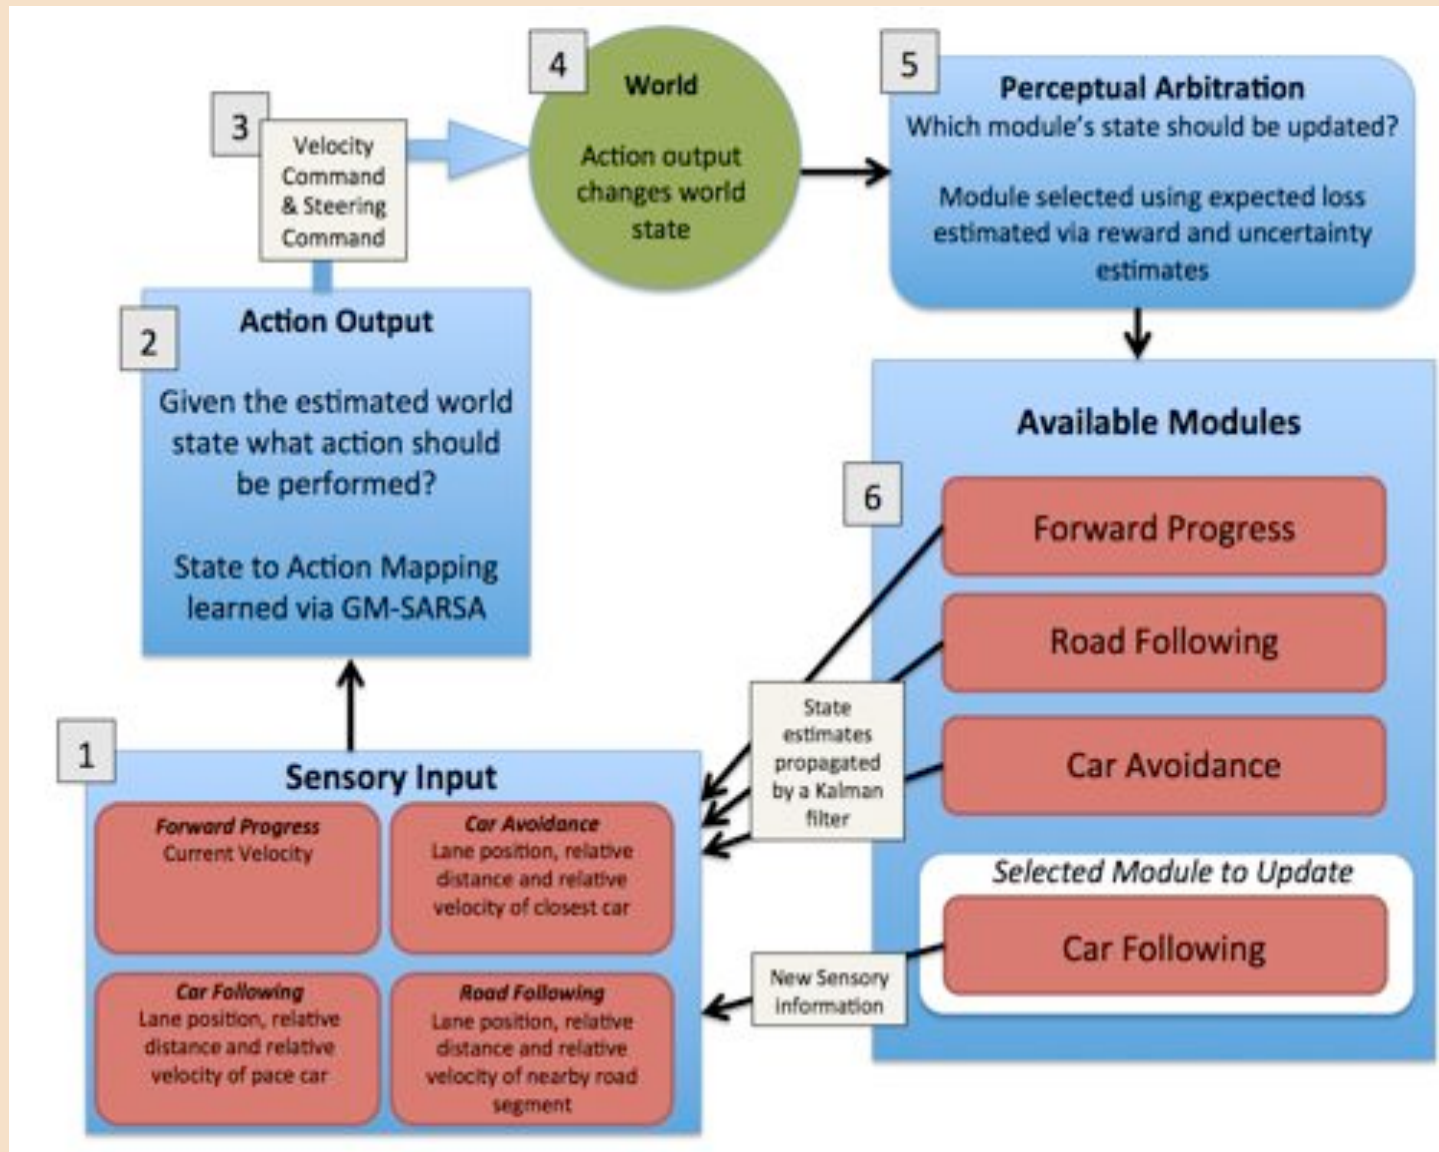 1
Sensory Input
Forward Progress
Current Velocity
Car Avoidance
Lane position, relative
distance and relative
velocity of closest car
Car Following
Lane position, relative
distance and relative
velocity of pace car
Road Following
Lane position, relative
distance and relative
velocity of nearby road
segment
2
Action Output
Given the estimated world
state what action should
be performed?
State to Action Mapping
learned via GM-SARSA
3
Velocity
Command
& Steering
Command
4
World
Action output
changes world
state
5
Perceptual Arbitration
Which module's state should be updated?
Module selected using expected loss
estimated via reward and uncertainty
estimates
6
Available Modules
Forward Progress
Road Following
Car Avoidance
Selected Module to Update
Car Following
State
estimates
propagated
by a Kalman
filter
New Sensory
information